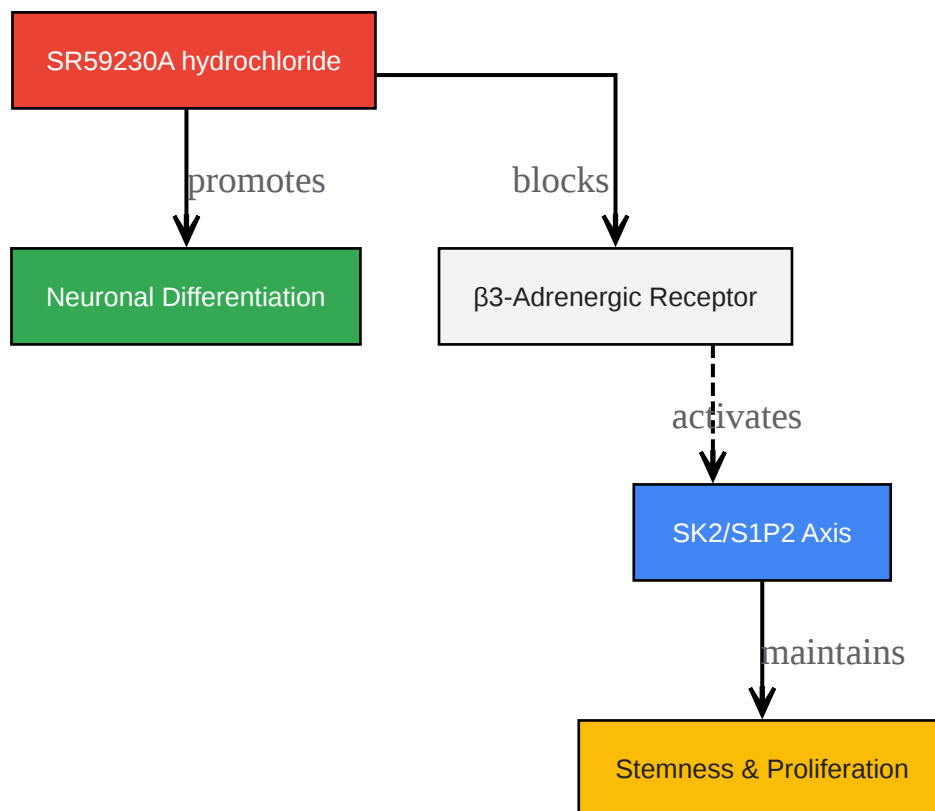 SR59230A hydrochloride
promotes
blocks
Neuronal Differentiation
β3-Adrenergic Receptor
activates
SK2/S1P2 Axis
maintains
Stemness & Proliferation